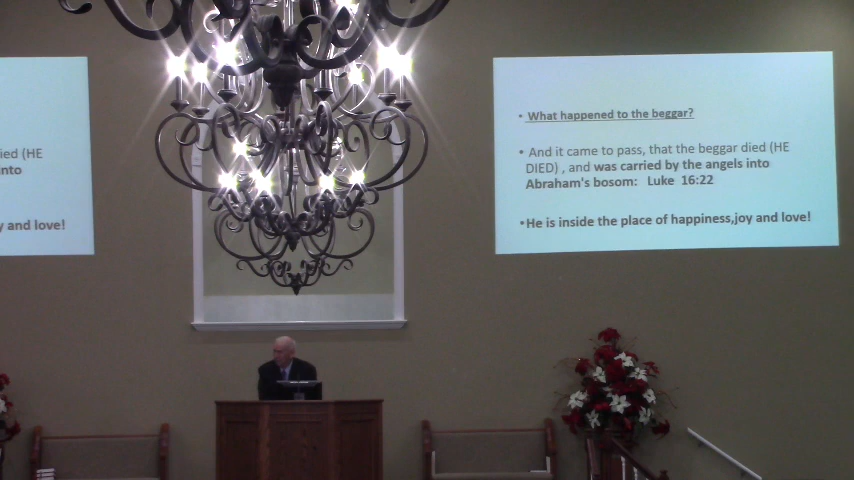 ied (HE
into
y and love!
• What happened to the beggar?
• And it came to pass, that the beggar died (HE
DIED) , and was carried by the angels into
Abraham's bosom: Luke 16:22
•He is inside the place of happiness,joy and love!